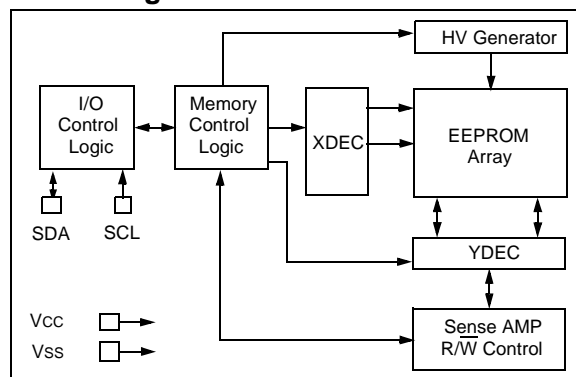 HV Generator
I/O
Control
Logic
Memory
Control
Logic
XDEC
EEPROM
Array
SDA
SCL
YDEC
VCC
VSS
Sense AMP
R/W̅ Control